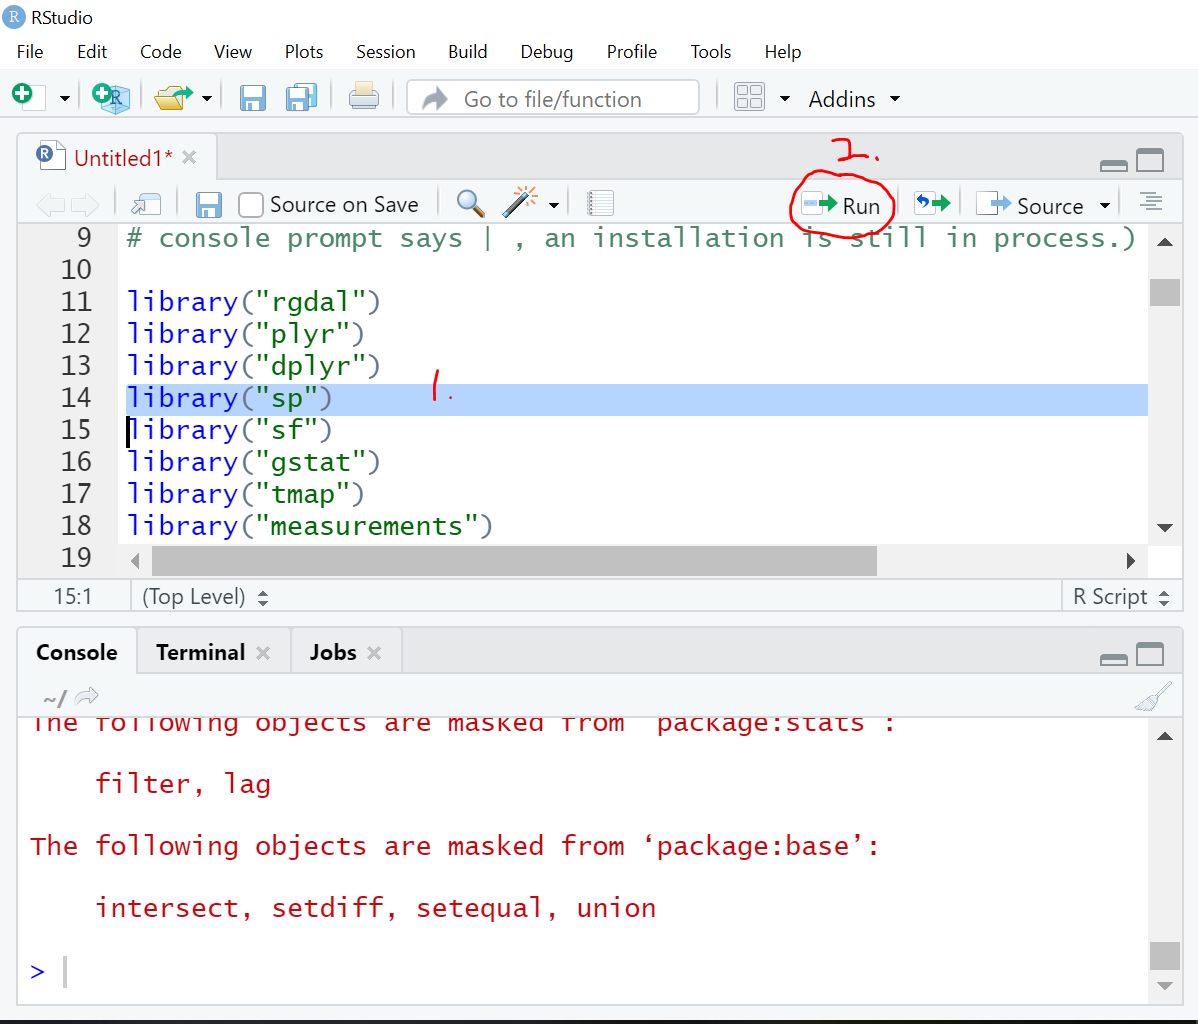 RStudio
File Edit Code View Plots Session Build Debug Profile Tools Help
Go to file/function Addins
Untitled1*
2.
Source on Save Run Source
9 # console prompt says | , an installation is still in process.)
10
11 library("rgdal")
12 library("plyr")
13 library("dplyr")
14 library("sp") 1.
15 library("sf")
16 library("gstat")
17 library("tmap")
18 library("measurements")
19
15:1 (Top Level) R Script
Console Terminal Jobs
~/
The following objects are masked from ‘package:stats’:
filter, lag
The following objects are masked from ‘package:base’:
intersect, setdiff, setequal, union
>